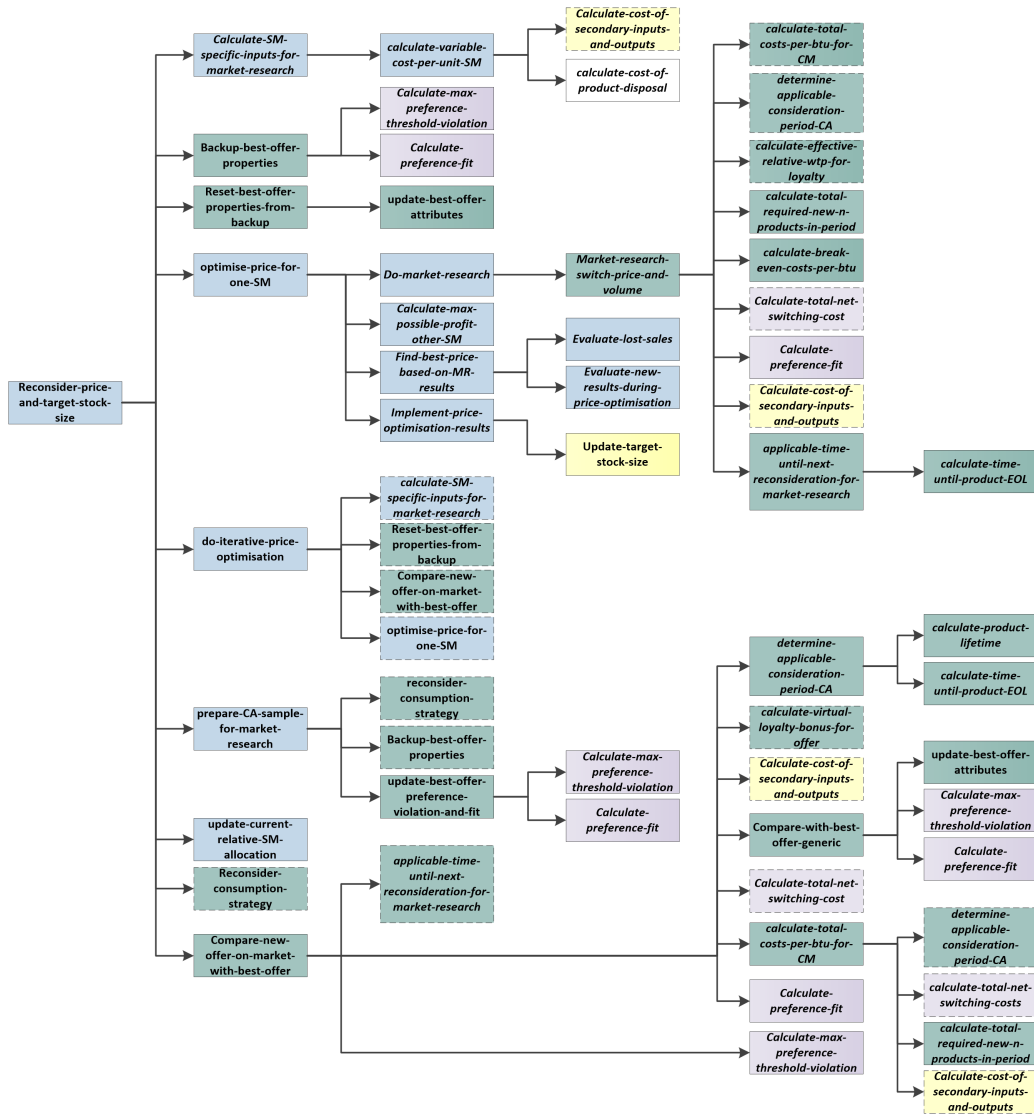 Reconsider-price-
and-target-stock-
size
Calculate-SM-
specific-inputs-for-
market-research
calculate-variable-
cost-per-unit-SM
Calculate-cost-of-
secondary-inputs-
and-outputs
calculate-cost-of-
product-disposal
Backup-best-offer-
properties
Calculate-max-
preference-
threshold-violation
Calculate-
preference-fit
Reset-best-offer-
properties-from-
backup
update-best-offer-
attributes
optimise-price-for-
one-SM
Do-market-research
Market-research-
switch-price-and-
volume
calculate-total-
costs-per-btu-for-
CM
determine-
applicable-
consideration-
period-CA
calculate-effective-
relative-wtp-for-
loyalty
calculate-total-
required-new-n-
products-in-period
calculate-break-
even-costs-per-btu
Calculate-total-net-
switching-cost
Calculate-
preference-fit
Calculate-cost-of-
secondary-inputs-
and-outputs
applicable-time-
until-next-
reconsideration-for-
market-research
calculate-time-
until-product-EOL
Calculate-max-
possible-profit-
other-SM
Find-best-price-
based-on-MR-
results
Evaluate-lost-sales
Evaluate-new-
results-during-
price-optimisation
Implement-price-
optimisation-results
Update-target-
stock-size
do-iterative-price-
optimisation
calculate-SM-
specific-inputs-for-
market-research
Reset-best-offer-
properties-from-
backup
Compare-new-
offer-on-market-
with-best-offer
optimise-price-for-
one-SM
prepare-CA-sample-
for-market-
research
reconsider-
consumption-
strategy
Backup-best-offer-
properties
update-best-offer-
preference-
violation-and-fit
Calculate-max-
preference-
threshold-violation
Calculate-
preference-fit
update-current-
relative-SM-
allocation
Reconsider-
consumption-
strategy
Compare-new-
offer-on-market-
with-best-offer
applicable-time-
until-next-
reconsideration-for-
market-research
determine-
applicable-
consideration-
period-CA
calculate-product-
lifetime
calculate-time-
until-product-EOL
calculate-virtual-
loyalty-bonus-for-
offer
Calculate-cost-of-
secondary-inputs-
and-outputs
Compare-with-best-
offer-generic
update-best-offer-
attributes
Calculate-max-
preference-
threshold-violation
Calculate-
preference-fit
Calculate-total-net-
switching-cost
calculate-total-
costs-per-btu-for-
CM
determine-
applicable-
consideration-
period-CA
calculate-total-net-
switching-costs
calculate-total-
required-new-n-
products-in-period
Calculate-cost-of-
secondary-inputs-
and-outputs
Calculate-
preference-fit
Calculate-max-
preference-
threshold-violation